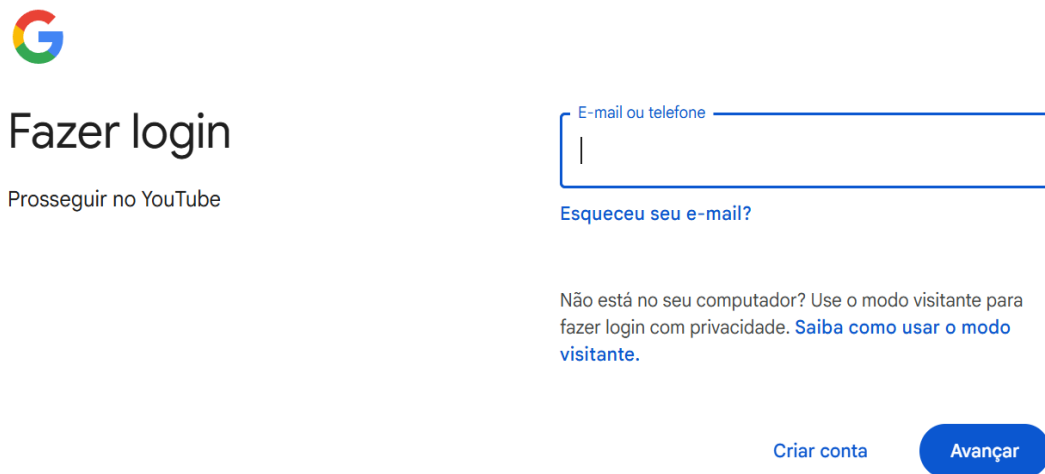 Fazer login
Prosseguir no YouTube
E-mail ou telefone
Esqueceu seu e-mail?
Não está no seu computador? Use o modo visitante para
fazer login com privacidade. Saiba como usar o modo
visitante.
Criar conta
Avançar